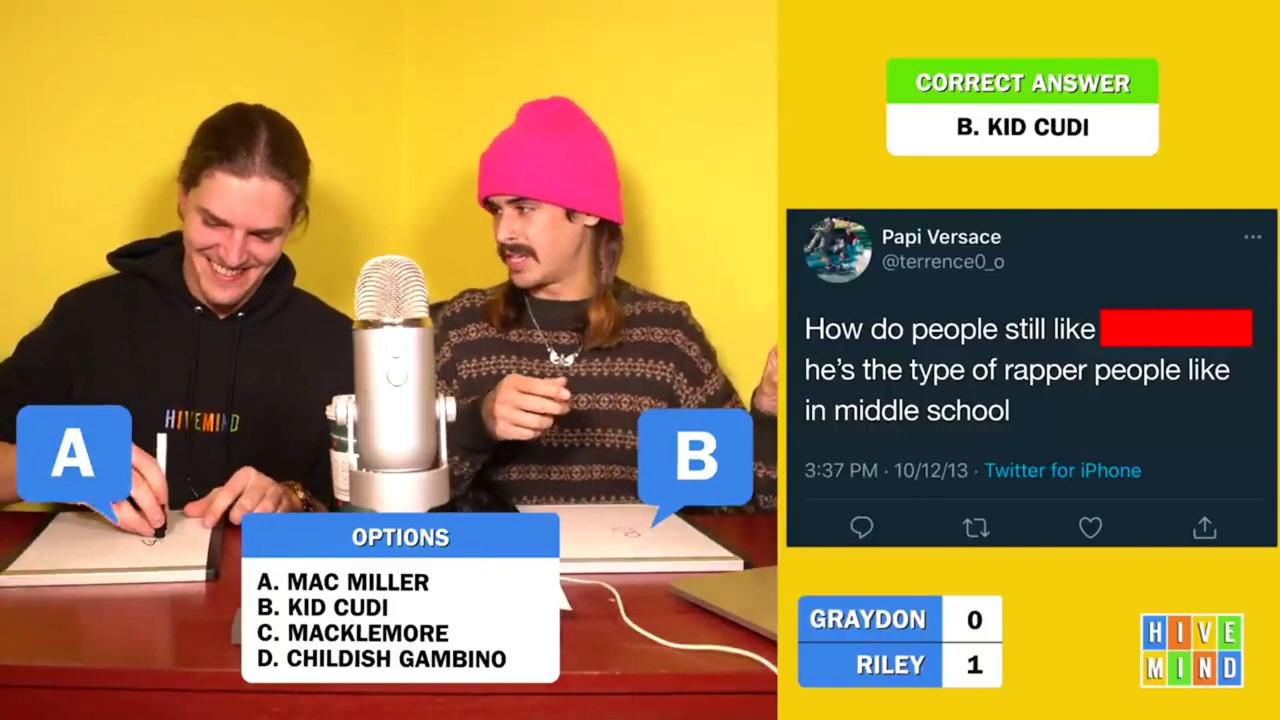 CORRECT ANSWER
B. KID CUDI
Papi Versace
@terrence0_o
How do people still like
he's the type of rapper people like
in middle school
3:37 PM · 10/12/13 · Twitter for iPhone
HIVEMIND
A
B
OPTIONS
A. MAC MILLER
B. KID CUDI
C. MACKLEMORE
D. CHILDISH GAMBINO
GRAYDON 0
RILEY 1
HIVE
MIND